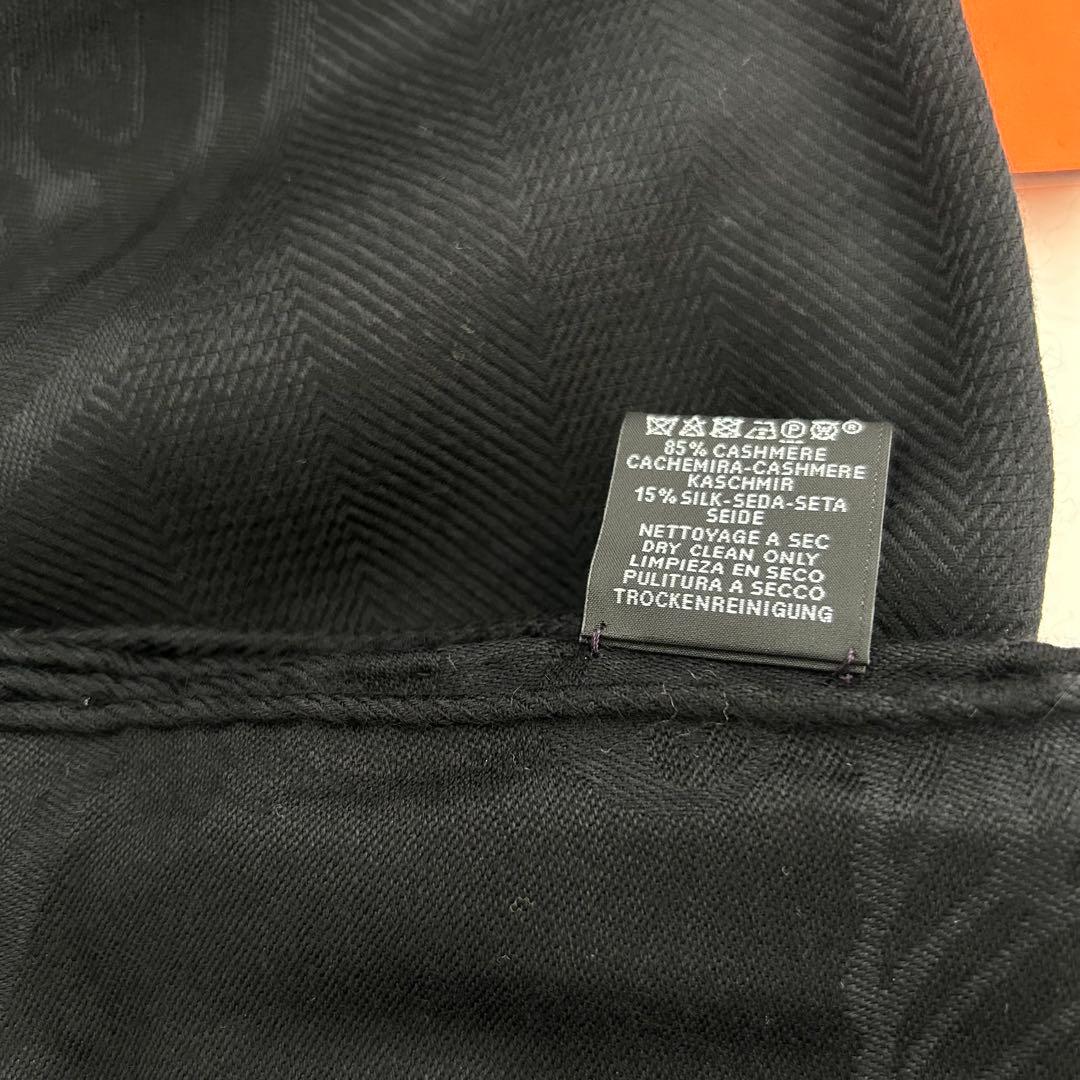 85% CASHMERE
CACHEMIRA-CASHMERE
KASCHMIR
15% SILK-SEDA-SETA
SEIDE
NETTOYAGE A SEC
DRY CLEAN ONLY
LIMPIEZA EN SECO
PULITURA A SECCO
TROCKENREINIGUNG